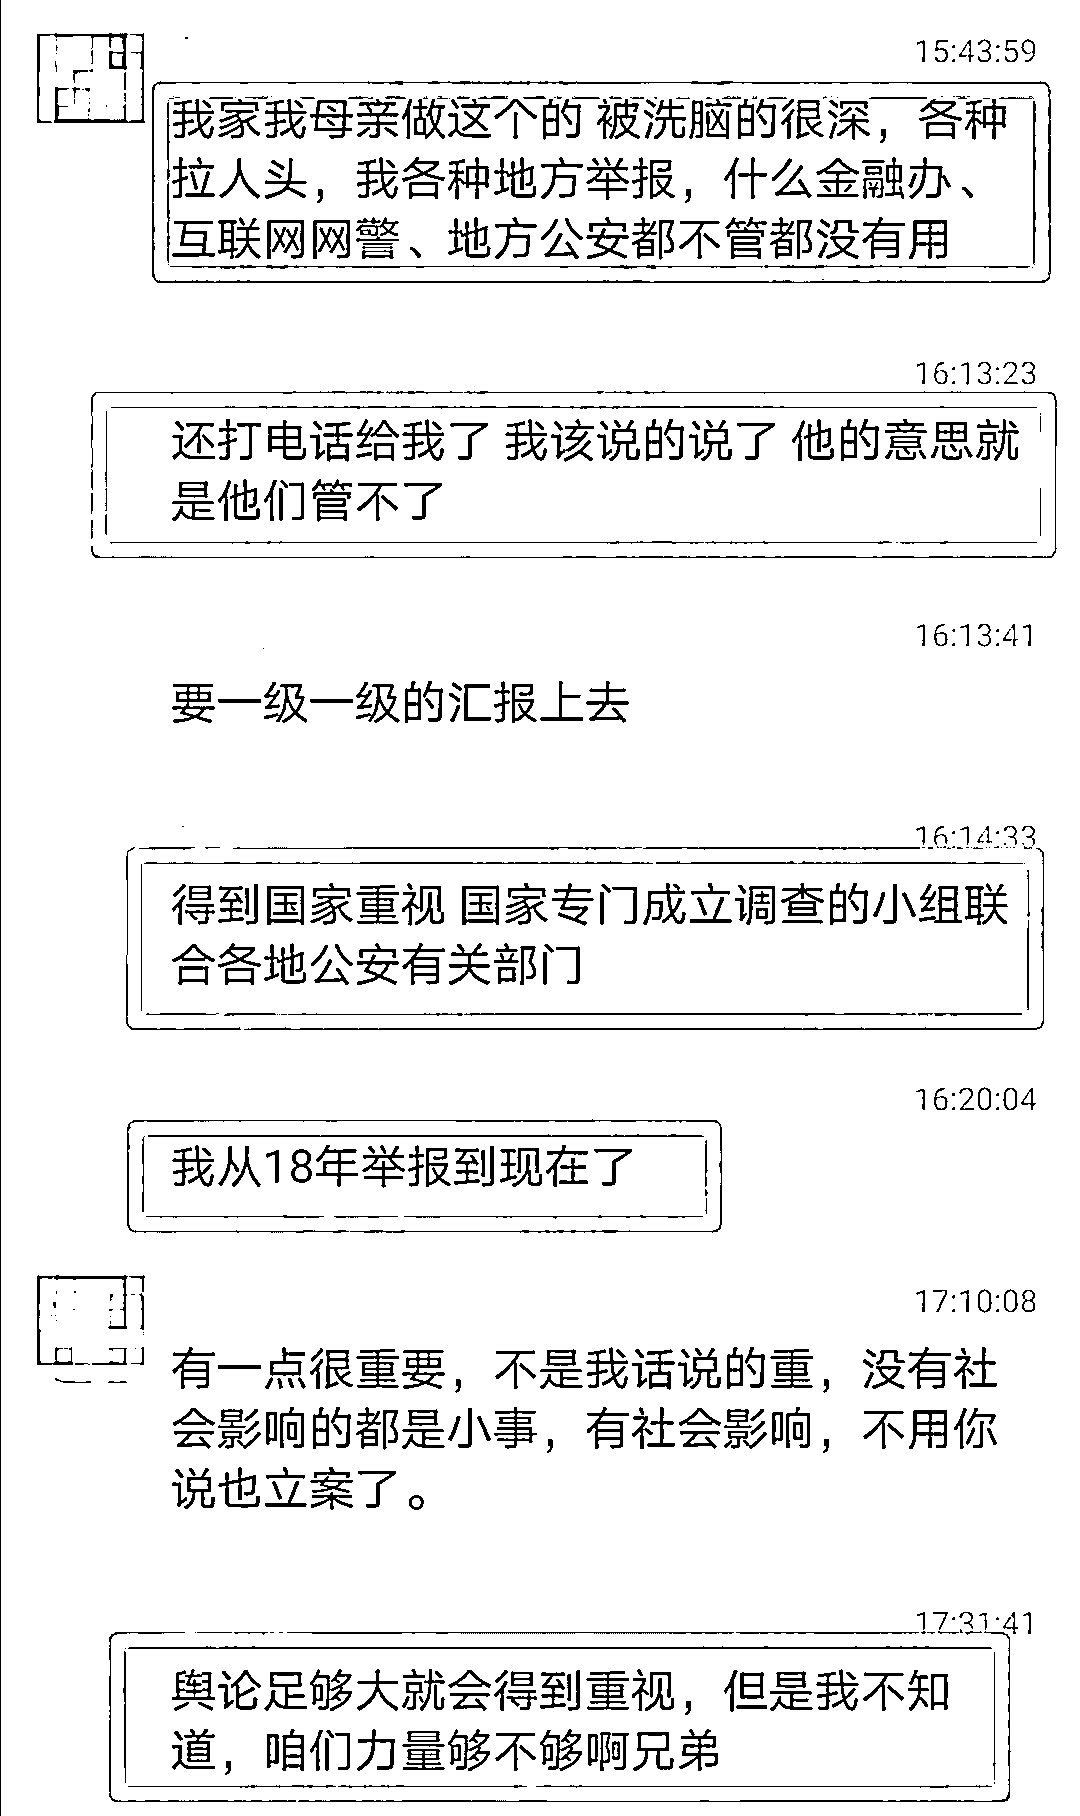 15:43:59
我家我母亲做这个的 被洗脑的很深，各种
拉人头，我各种地方举报，什么金融办、
互联网网警、地方公安都不管都没有用
16:13:23
还打电话给我了 我该说的说了 他的意思就
是他们管不了
16:13:41
要一级一级的汇报上去
16:14:33
得到国家重视 国家专门成立调查的小组联
合各地公安有关部门
16:20:04
我从18年举报到现在了
17:10:08
有一点很重要，不是我话说的重，没有社
会影响的都是小事，有社会影响，不用你
说也立案了。
17:31:41
舆论足够大就会得到重视，但是我不知
道，咱们力量够不够啊兄弟